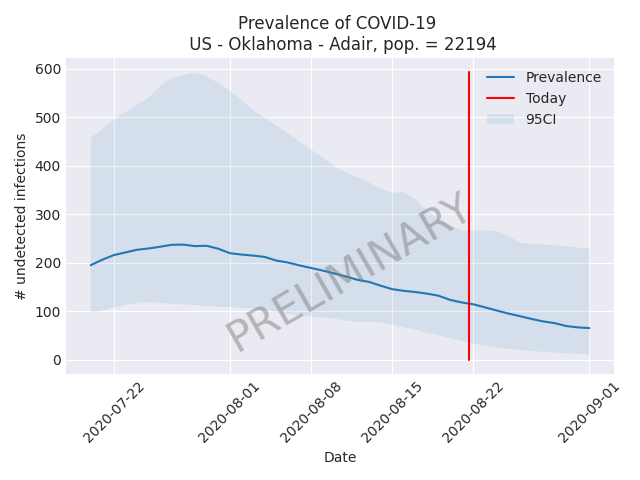 Prevalence of COVID-19
US - Oklahoma - Adair, pop. = 22194
600
500
400
300
200
100
0
# undetected infections
Prevalence
Today
95CI
PRELIMINARY
2020-07-22
2020-08-01
2020-08-08
2020-08-15
2020-08-22
2020-09-01
Date